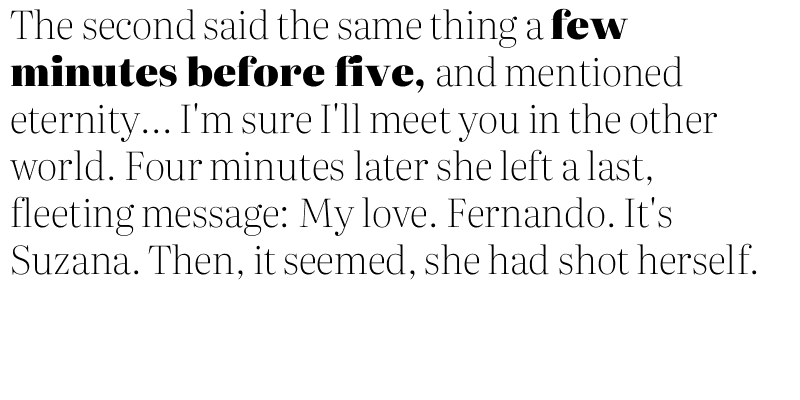 The second said the same thing a few
minutes before five, and mentioned
eternity... I'm sure I'll meet you in the other
world. Four minutes later she left a last,
fleeting message: My love. Fernando. It's
Suzana. Then, it seemed, she had shot herself.